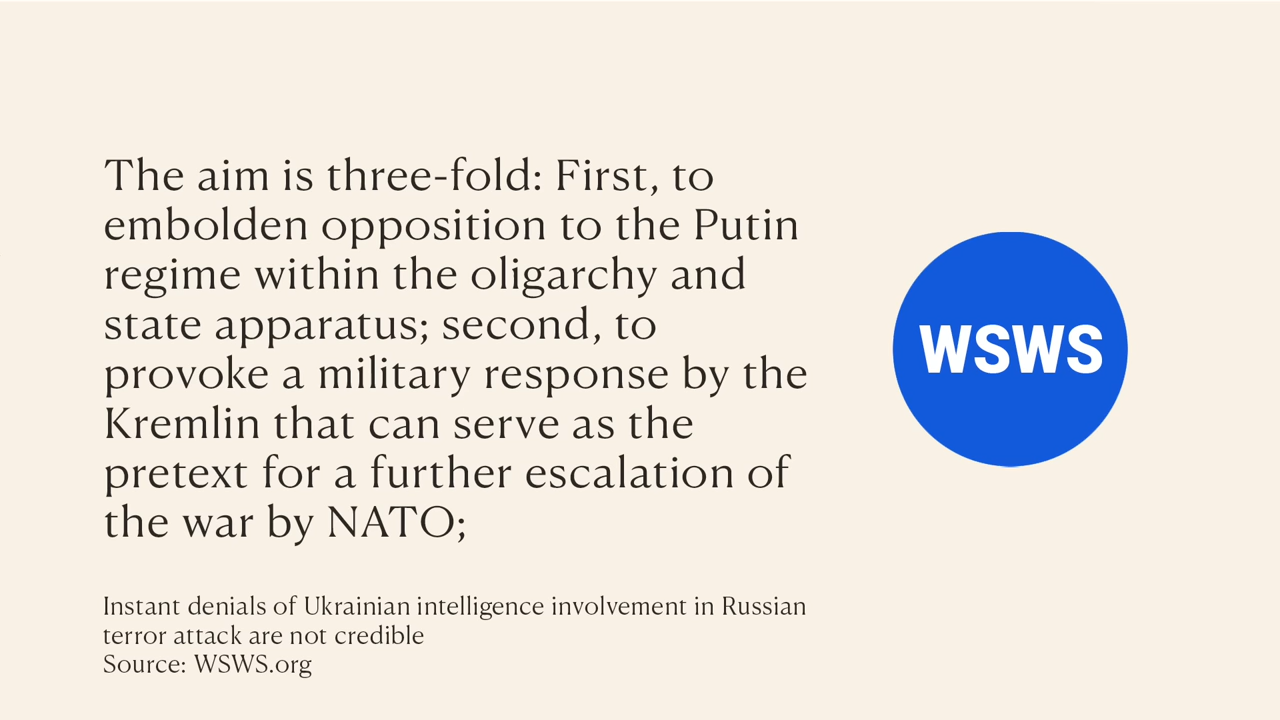 The aim is three-fold: First, to
embolden opposition to the Putin
regime within the oligarchy and
state apparatus; second, to
provoke a military response by the
Kremlin that can serve as the
pretext for a further escalation of
the war by NATO;
WSWS
Instant denials of Ukrainian intelligence involvement in Russian
terror attack are not credible
Source: WSWS.org